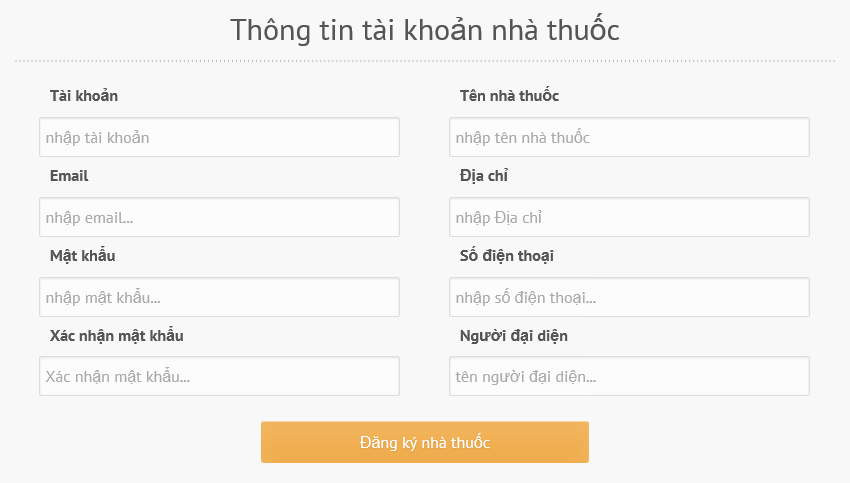 Thông tin tài khoản nhà thuốc
Tài khoản
nhập tài khoản
Email
nhập email...
Mật khẩu
nhập mật khẩu...
Xác nhận mật khẩu
Xác nhận mật khẩu...
Tên nhà thuốc
nhập tên nhà thuốc
Địa chỉ
nhập Địa chỉ
Số điện thoại
nhập số điện thoại...
Người đại diện
tên người đại diện...
Đăng ký nhà thuốc